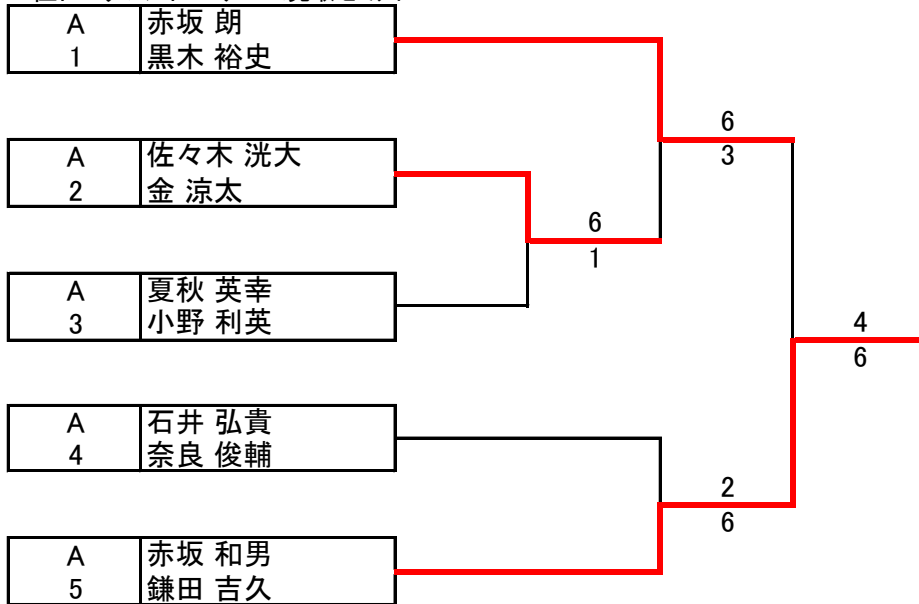 A 赤坂 朗
1 黒木 裕史
6
3
A 佐々木 洸大
2 金 涼太
6
1
A 夏秋 英幸
3 小野 利英
4
6
A 石井 弘貴
4 奈良 俊輔
2
6
A 赤坂 和男
5 鎌田 吉久